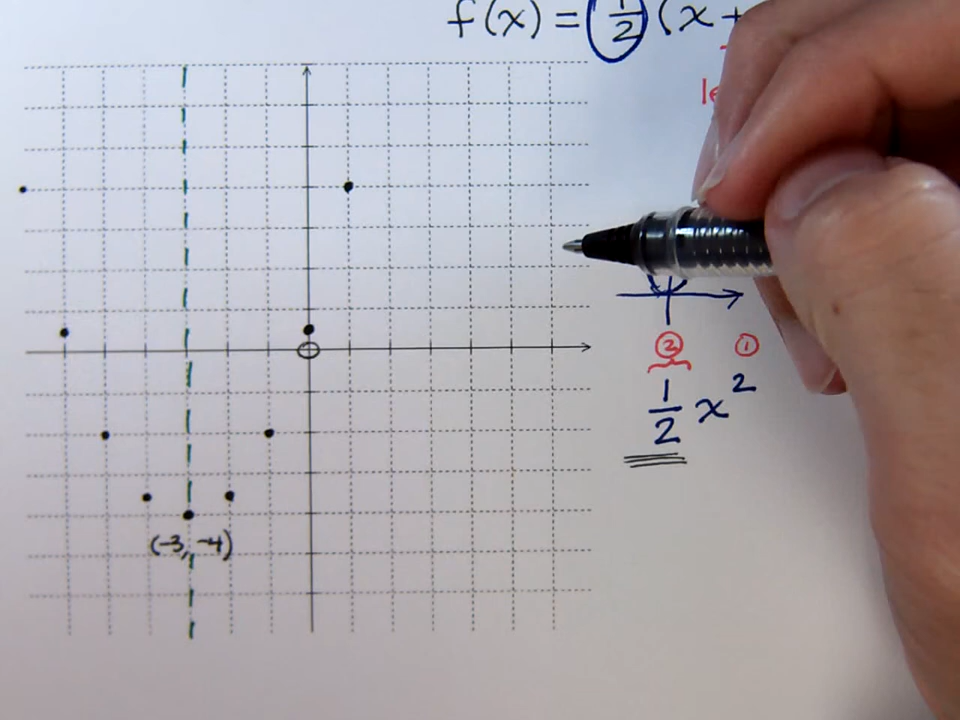 f(x) = 1/2 (x +
le
(-3, -4)
② ①
1/2 x²